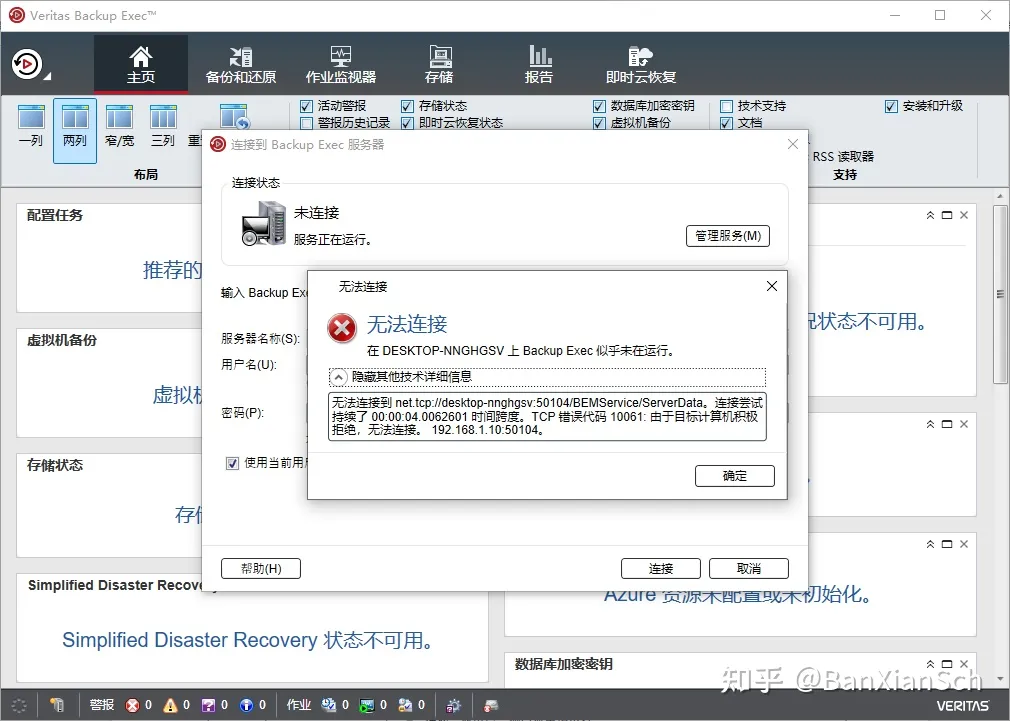 Veritas Backup Exec™
主页
备份和还原
作业监视器
存储
报告
即时云恢复
一列
两列
窄/宽
三列
布局
活动警报
警报历史记录
存储状态
即时云恢复状态
数据库加密密钥
虚拟机备份
技术支持
文档
RSS 读取器
支持
安装和升级
配置任务
推荐的
虚拟机备份
虚拟机
存储状态
Simplified Disaster Recovery
Simplified Disaster Recovery 状态不可用。
状态不可用。
Azure 资源未配置或未初始化。
数据库加密密钥
连接到 Backup Exec 服务器
连接状态
未连接
服务正在运行。
管理服务(M)
输入 Backup Exe
服务器名称(S):
用户名(U):
密码(P):
使用当前用
帮助(H)
连接
取消
无法连接
无法连接
在 DESKTOP-NNGHGSV 上 Backup Exec 似乎未在运行。
隐藏其他技术详细信息
无法连接到 net.tcp://desktop-nnghgsv:50104/BEMService/ServerData。连接尝试
持续了 00:00:04.0062601 时间跨度。TCP 错误代码 10061: 由于目标计算机积极
拒绝，无法连接。 192.168.1.10:50104。
确定
警报 0 0 0 0 作业 0 0 0
VERITAS
知乎 @BanXianSch